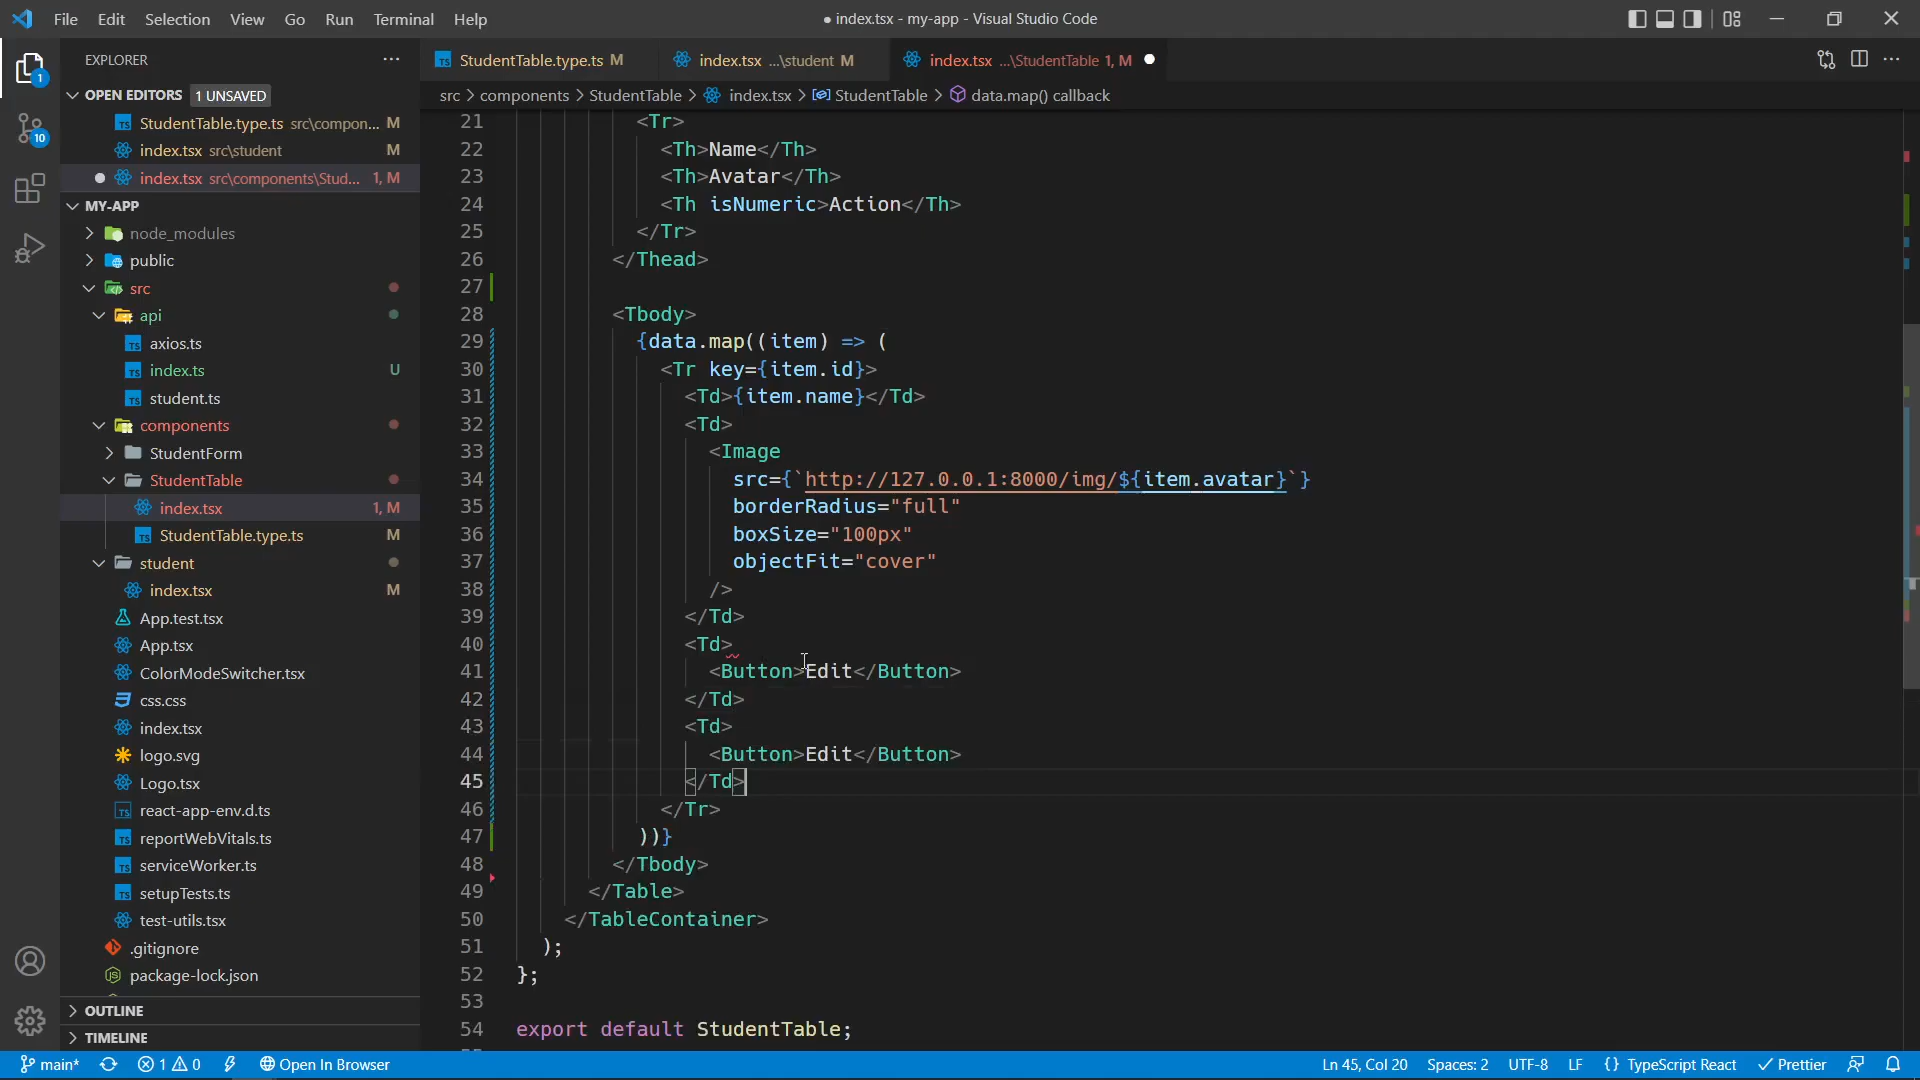 File Edit Selection View Go Run Terminal Help
● index.tsx - my-app - Visual Studio Code
EXPLORER
OPEN EDITORS 1 UNSAVED
StudentTable.type.ts src\compon... M
index.tsx src\student M
index.tsx src\components\Stud... 1, M
MY-APP
node_modules
public
src
api
axios.ts
index.ts U
student.ts
components
StudentForm
StudentTable
index.tsx 1, M
StudentTable.type.ts M
student
index.tsx M
App.test.tsx
App.tsx
ColorModeSwitcher.tsx
css.css
index.tsx
logo.svg
Logo.tsx
react-app-env.d.ts
reportWebVitals.ts
serviceWorker.ts
setupTests.ts
test-utils.tsx
.gitignore
package-lock.json
OUTLINE
TIMELINE
1
10
StudentTable.type.ts M
index.tsx ...\student M
index.tsx ...\StudentTable 1, M
src > components > StudentTable > index.tsx > StudentTable > data.map() callback
21 <Tr>
22 <Th>Name</Th>
23 <Th>Avatar</Th>
24 <Th isNumeric>Action</Th>
25 </Tr>
26 </Thead>
27
28 <Tbody>
29 {data.map((item) => (
30 <Tr key={item.id}>
31 <Td>{item.name}</Td>
32 <Td>
33 <Image
34 src={`http://127.0.0.1:8000/img/${item.avatar}`}
35 borderRadius="full"
36 boxSize="100px"
37 objectFit="cover"
38 />
39 </Td>
40 <Td>
41 <Button>Edit</Button>
42 </Td>
43 <Td>
44 <Button>Edit</Button>
45 </Td>
46 </Tr>
47 ))}
48 </Tbody>
49 </Table>
50 </TableContainer>
51 );
52 };
53
54 export default StudentTable;
main* 1 0 Open In Browser
Ln 45, Col 20 Spaces: 2 UTF-8 LF {} TypeScript React Prettier